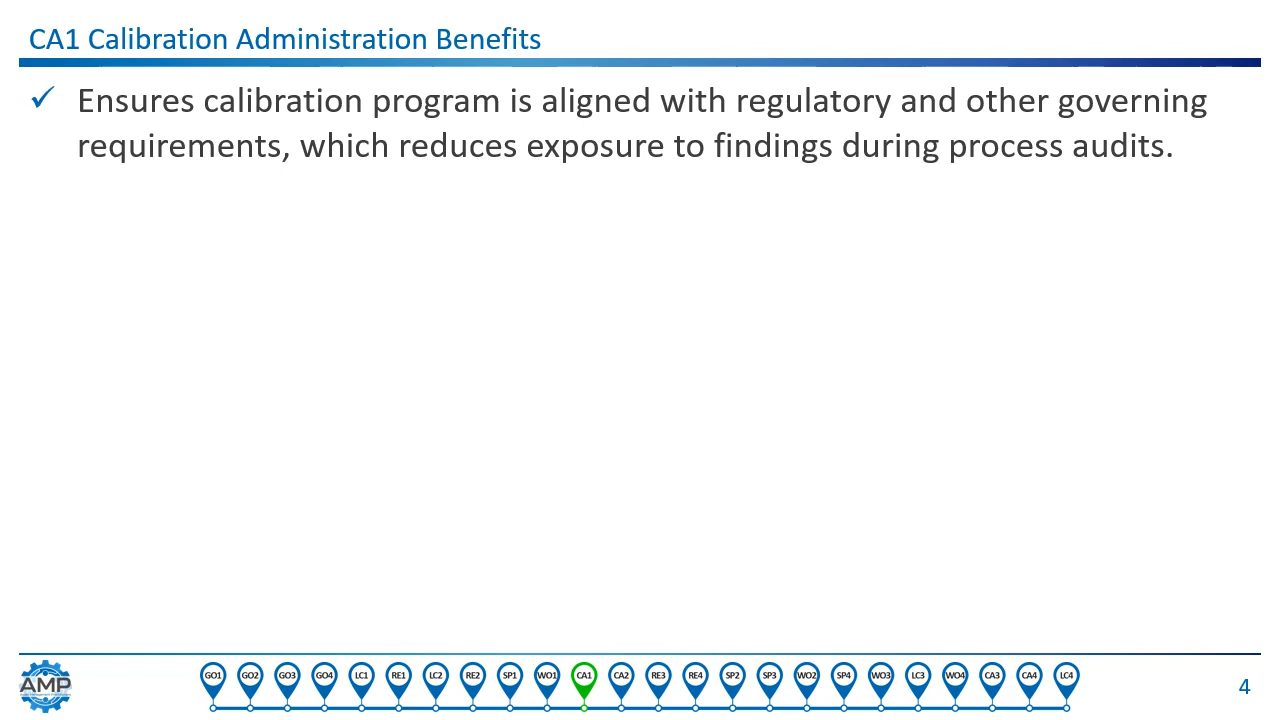 CA1 Calibration Administration Benefits
✓ Ensures calibration program is aligned with regulatory and other governing
requirements, which reduces exposure to findings during process audits.
AMP
GO1 GO2 GO3 GO4 LC1 RE1 LC2 RE2 SP1 WO1 CA1 CA2 RE3 RE4 SP2 SP3 WO2 SP4 WO3 LC3 WO4 CA3 CA4 LC4
4